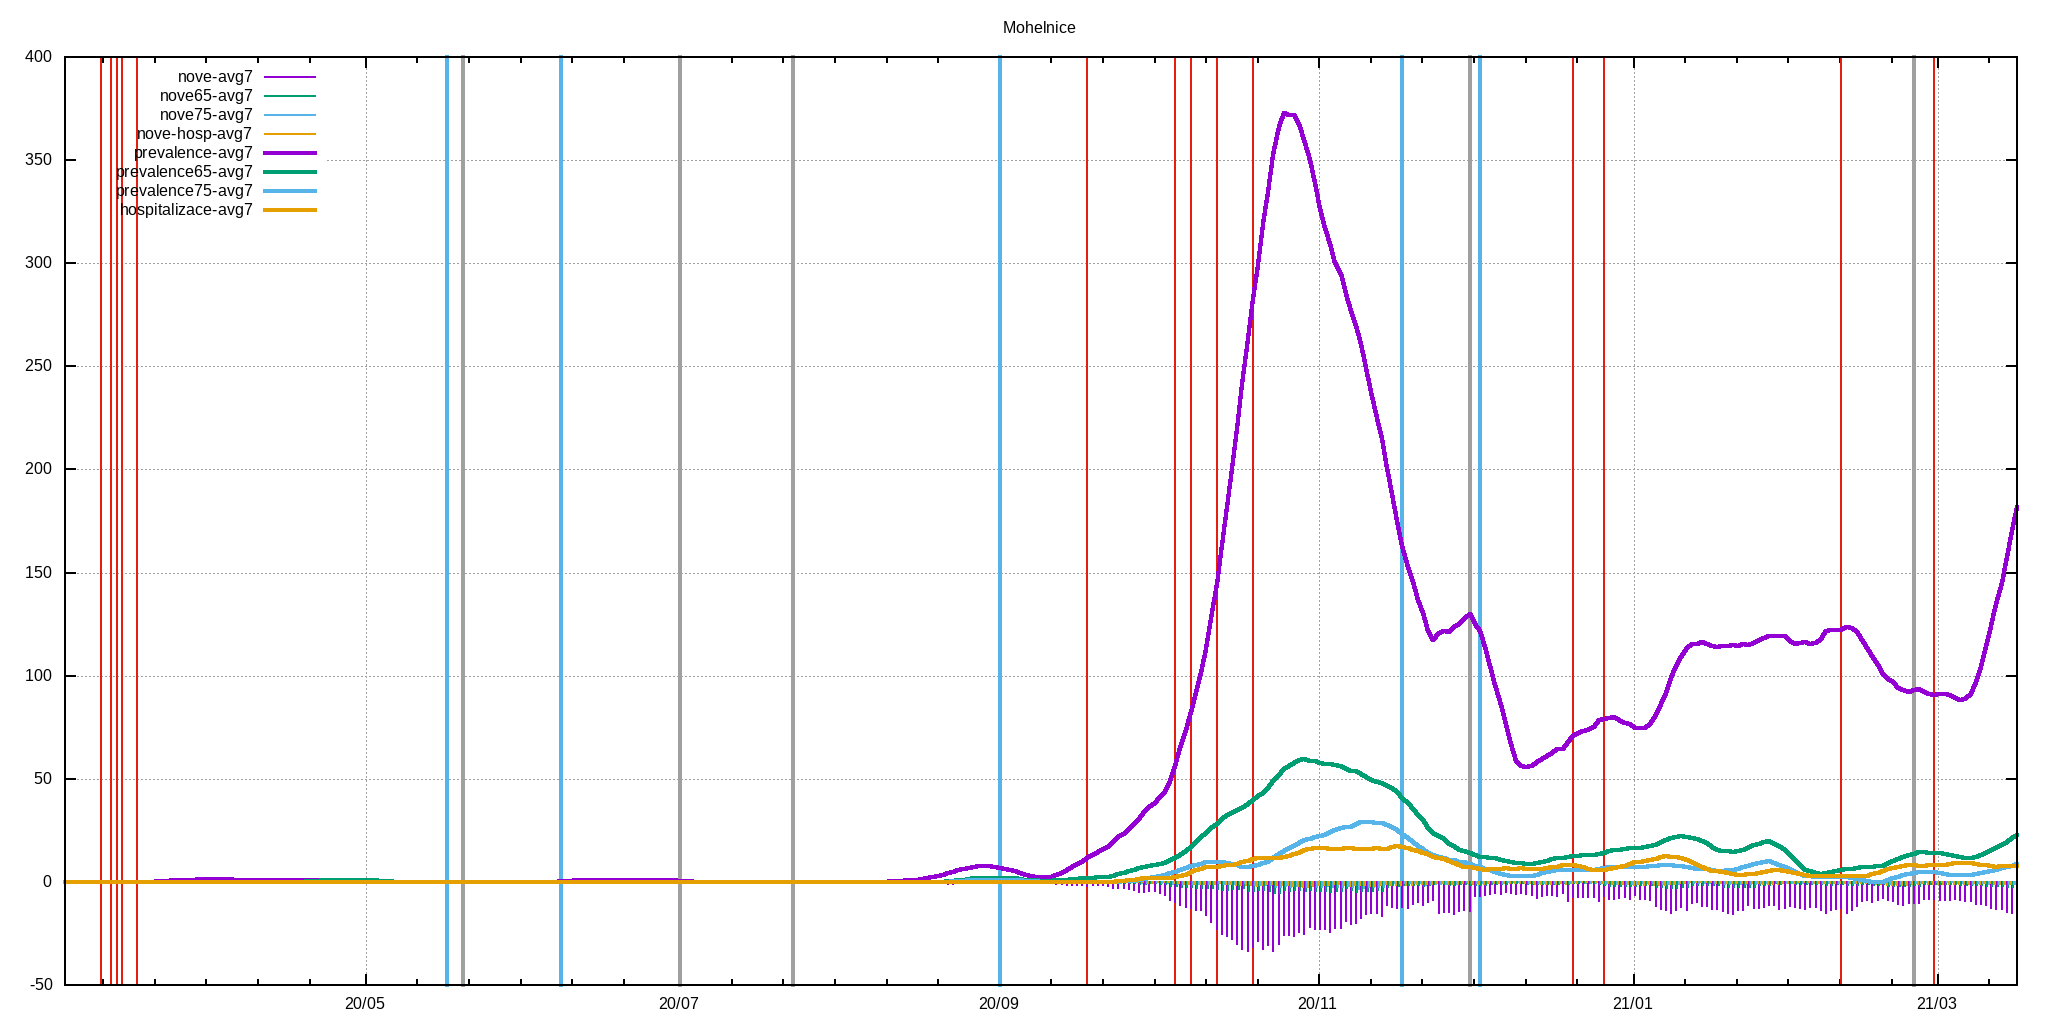 Mohelnice
400
350
300
250
200
150
100
50
0
-50
nove-avg7
nove65-avg7
nove75-avg7
nove-hosp-avg7
prevalence-avg7
prevalence65-avg7
prevalence75-avg7
hospitalizace-avg7
20/05 20/07 20/09 20/11 21/01 21/03